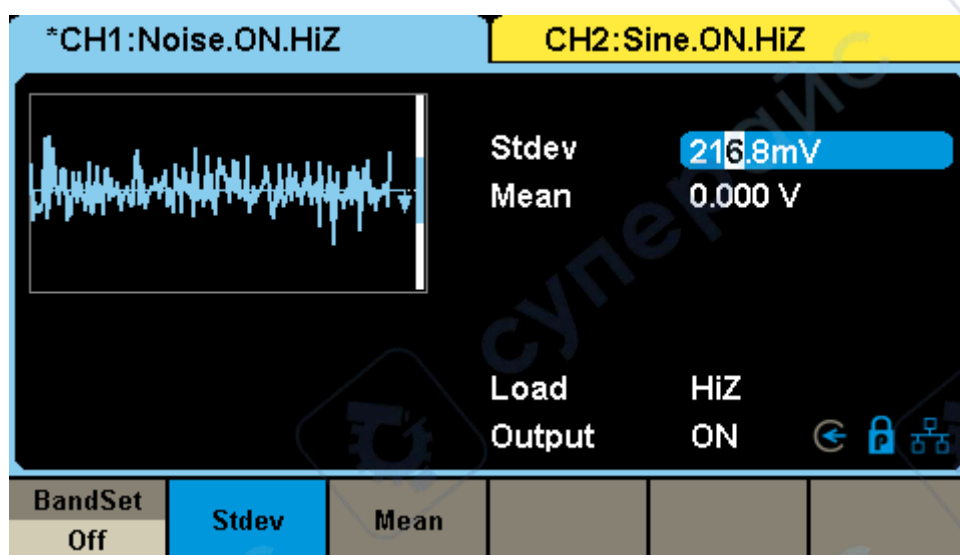 *CH1:Noise.ON.HiZ
CH2:Sine.ON.HiZ
Stdev 216.8mV
Mean 0.000 V
Load HiZ
Output ON
BandSet Stdev Mean
Off
суперайс